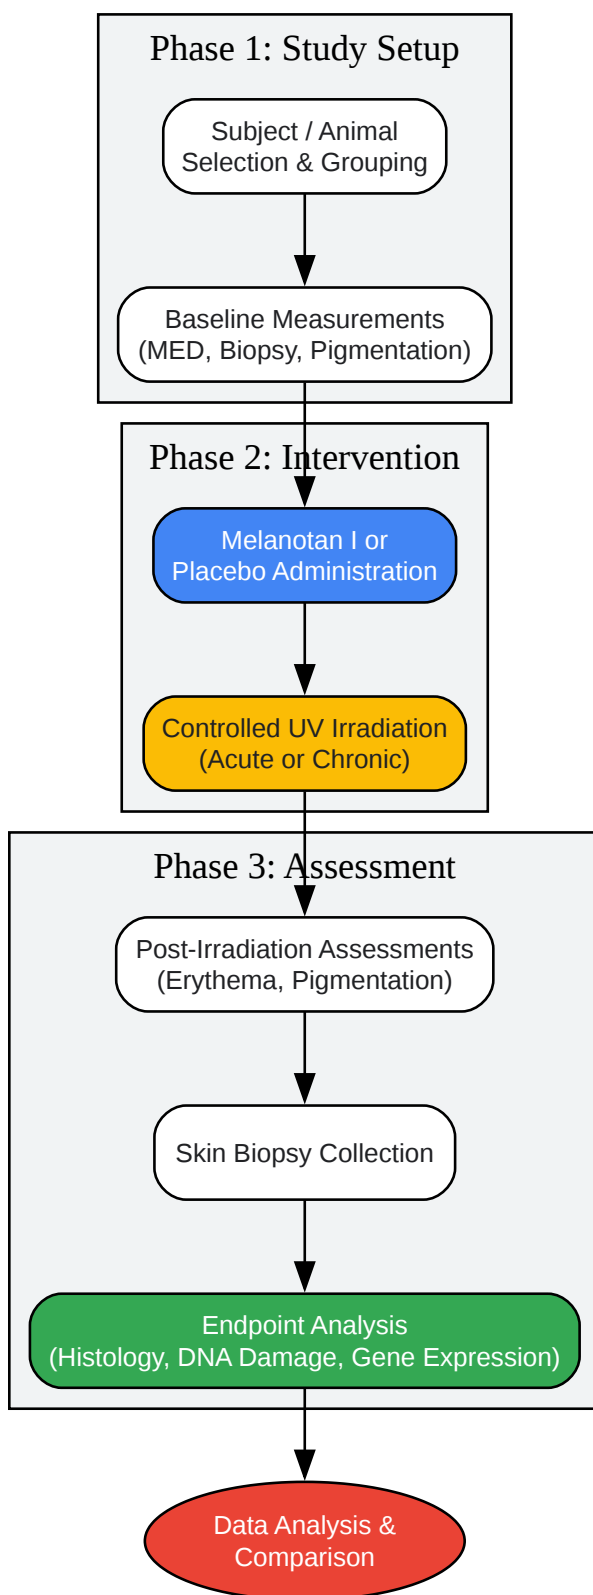 Phase 1: Study Setup
Subject / Animal
Selection & Grouping
Baseline Measurements
(MED, Biopsy, Pigmentation)
Phase 2: Intervention
Melanotan I or
Placebo Administration
Controlled UV Irradiation
(Acute or Chronic)
Phase 3: Assessment
Post-Irradiation Assessments
(Erythema, Pigmentation)
Skin Biopsy Collection
Endpoint Analysis
(Histology, DNA Damage, Gene Expression)
Data Analysis &
Comparison